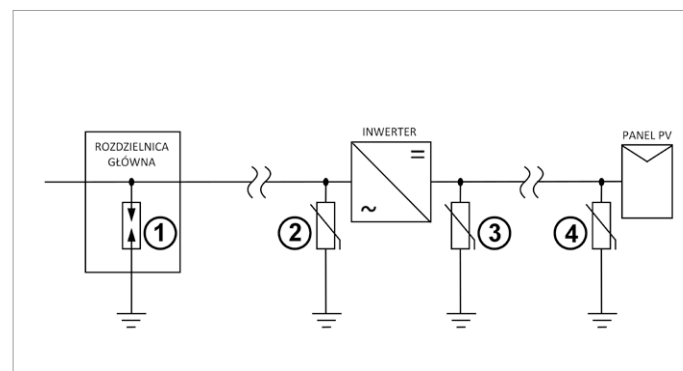 ROZDZIELNICA
GŁÓWNA
INWERTER
PANEL PV
=
~
1
2
3
4